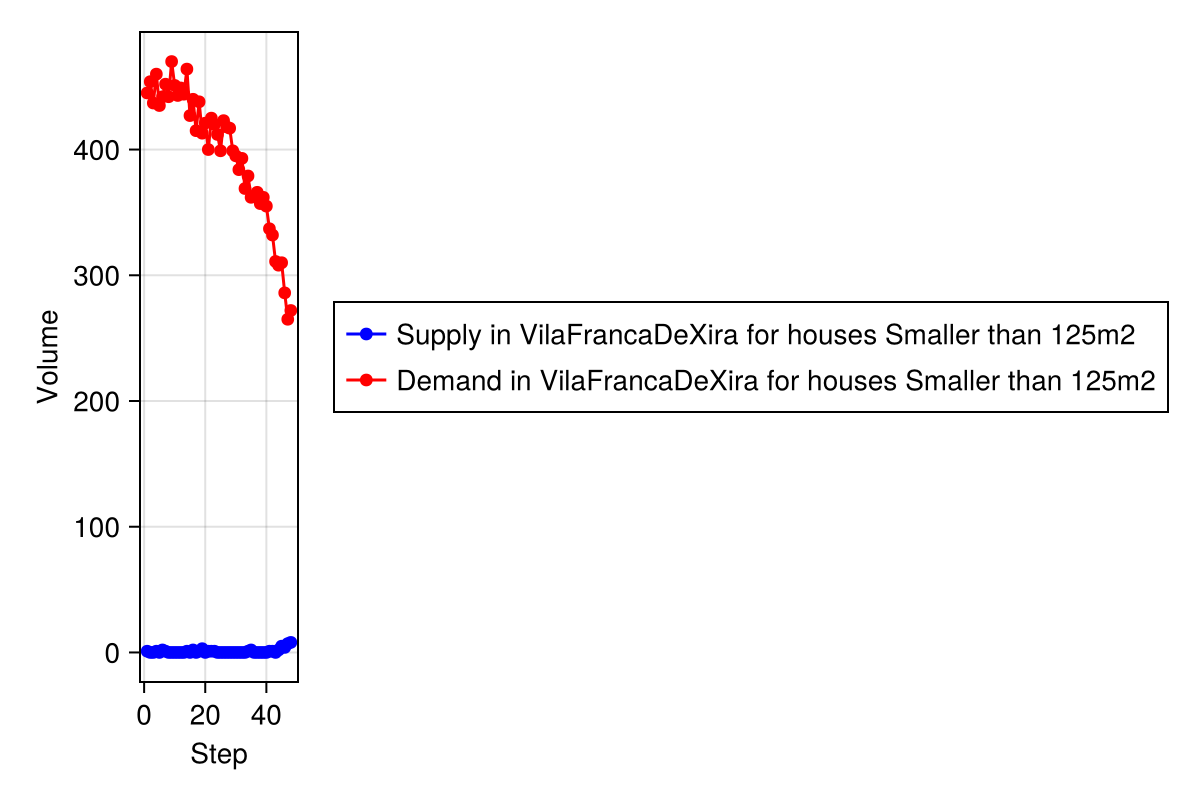 400
300
200
100
0
Volume
0 20 40
Step
Supply in VilaFrancaDeXira for houses Smaller than 125m2
Demand in VilaFrancaDeXira for houses Smaller than 125m2